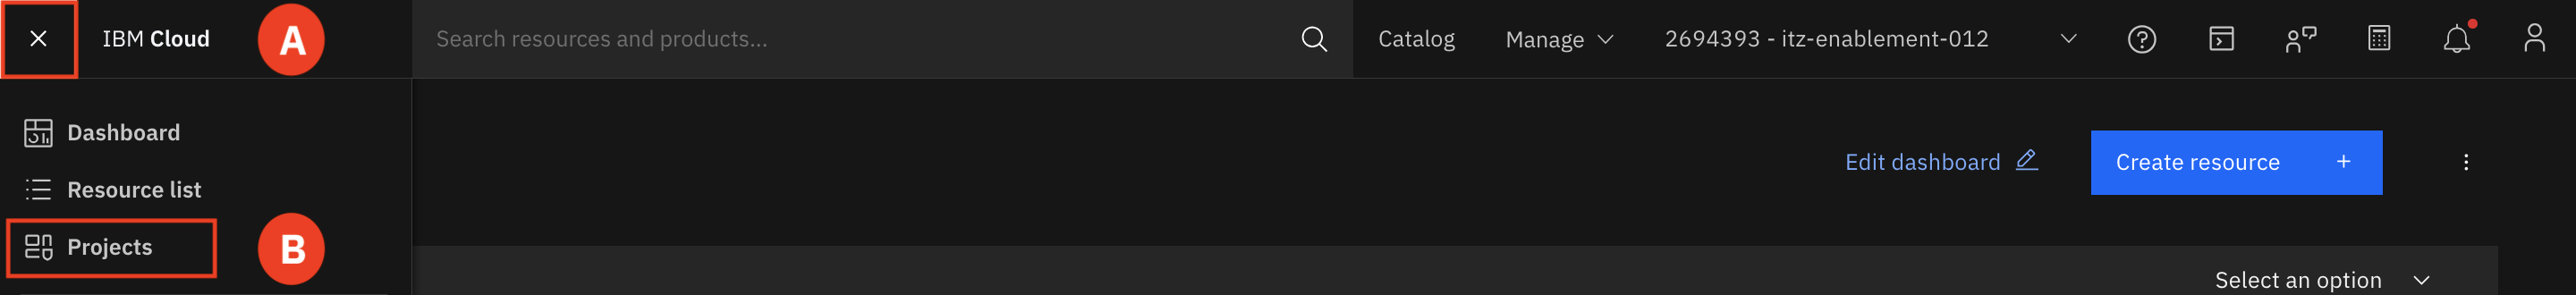 IBM Cloud
A
Search resources and products...
Catalog
Manage
2694393 - itz-enablement-012
Dashboard
Resource list
Projects
B
Edit dashboard
Create resource +
Select an option